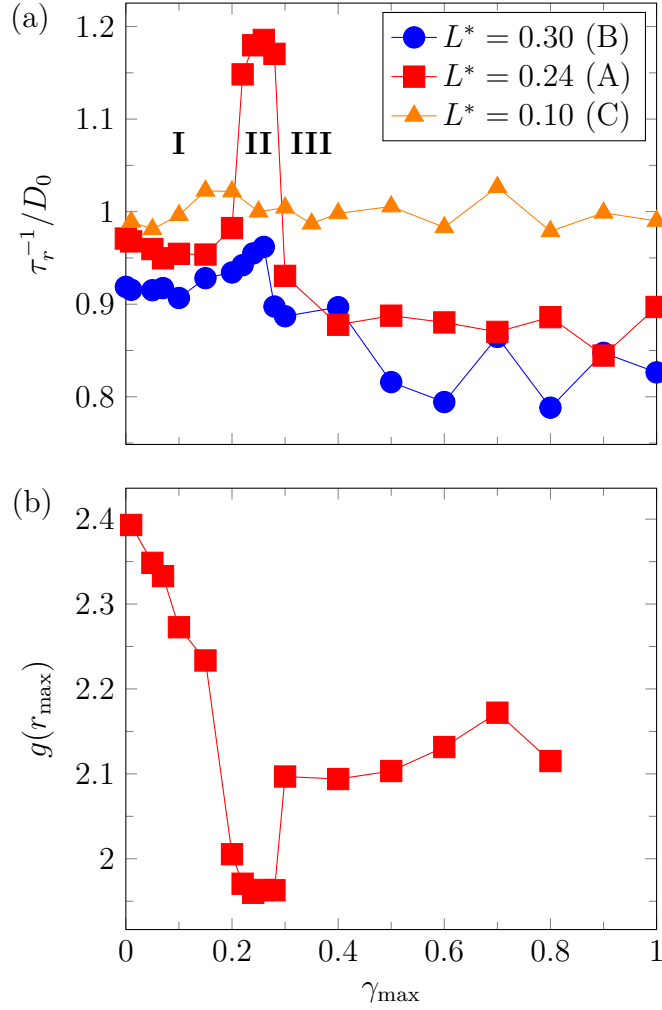 (a)
1.2
1.1
1
0.9
0.8
τ_r^{-1}/D_0
L* = 0.30 (B)
L* = 0.24 (A)
L* = 0.10 (C)
I II III
(b)
2.4
2.3
2.2
2.1
2
g(r_max)
0 0.2 0.4 0.6 0.8 1
γ_max